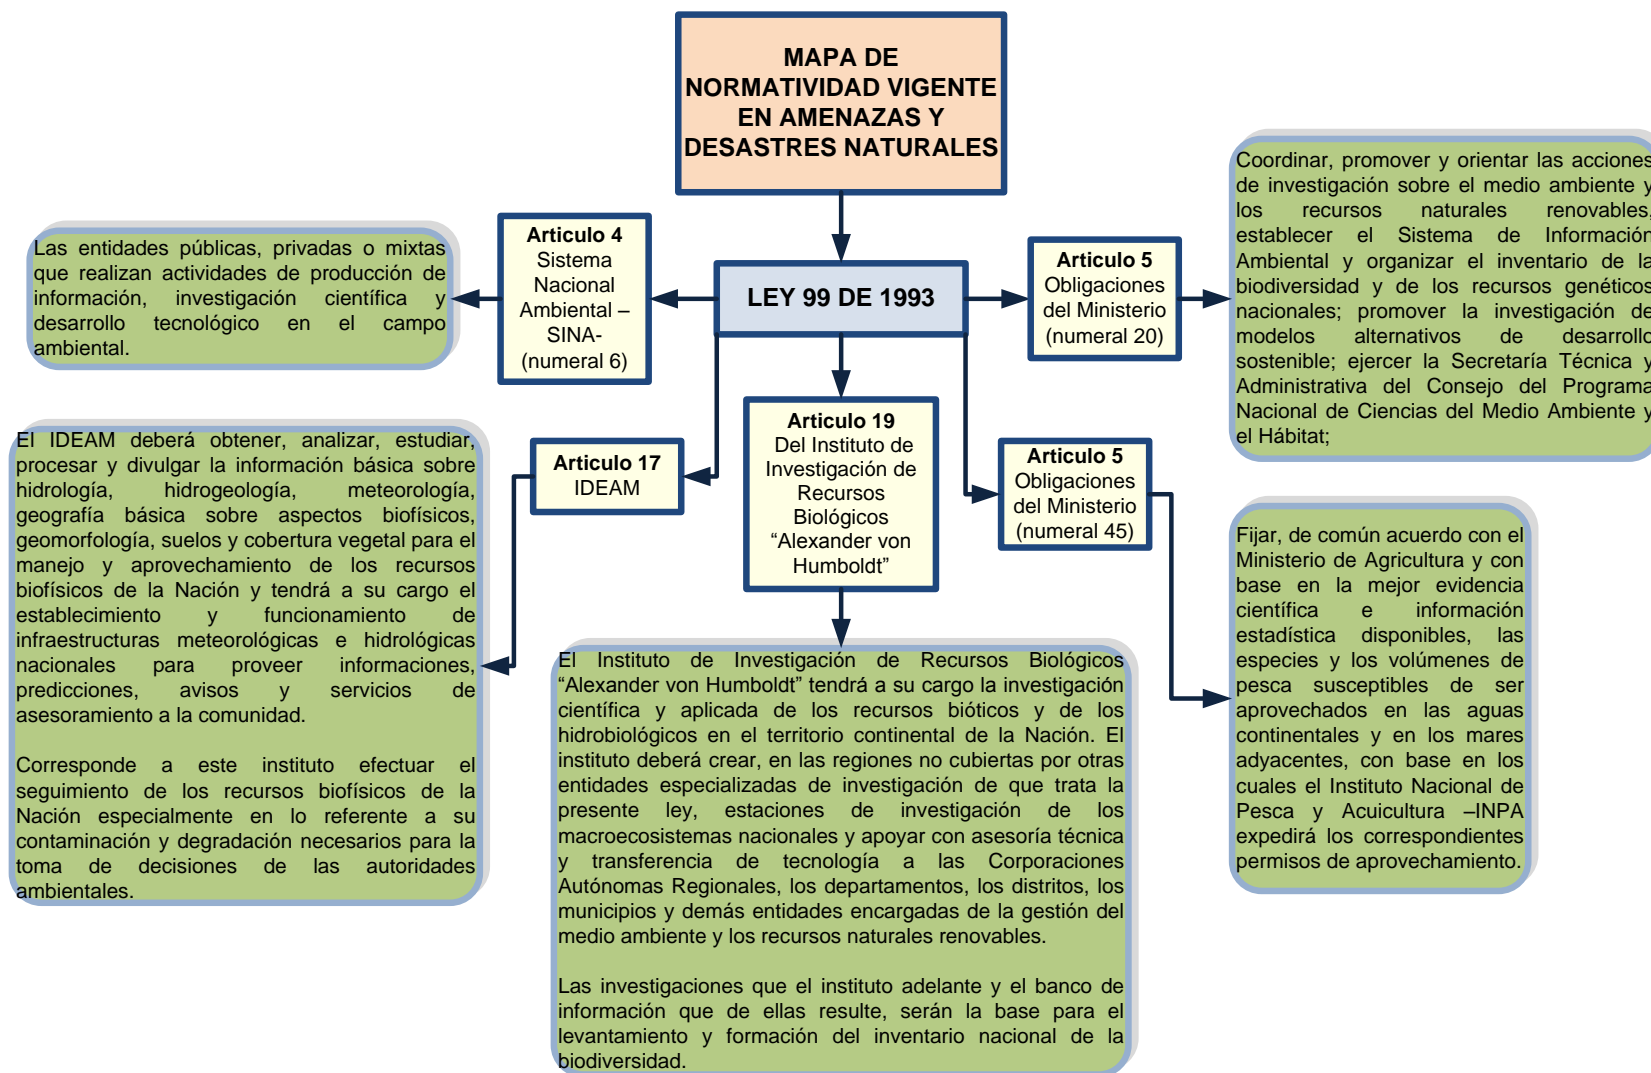 MAPA DE
NORMATIVIDAD VIGENTE
EN AMENAZAS Y
DESASTRES NATURALES
LEY 99 DE 1993
Articulo 4
Sistema
Nacional
Ambiental –
SINA-
(numeral 6)
Las entidades públicas, privadas o mixtas
que realizan actividades de producción de
información, investigación científica y
desarrollo tecnológico en el campo
ambiental.
Articulo 5
Obligaciones
del Ministerio
(numeral 20)
Coordinar, promover y orientar las acciones
de investigación sobre el medio ambiente y
los recursos naturales renovables,
establecer el Sistema de Información
Ambiental y organizar el inventario de la
biodiversidad y de los recursos genéticos
nacionales; promover la investigación de
modelos alternativos de desarrollo
sostenible; ejercer la Secretaría Técnica y
Administrativa del Consejo del Programa
Nacional de Ciencias del Medio Ambiente y
el Hábitat;
Articulo 17
IDEAM
El IDEAM deberá obtener, analizar, estudiar,
procesar y divulgar la información básica sobre
hidrología, hidrogeología, meteorología,
geografía básica sobre aspectos biofísicos,
geomorfología, suelos y cobertura vegetal para el
manejo y aprovechamiento de los recursos
biofísicos de la Nación y tendrá a su cargo el
establecimiento y funcionamiento de
infraestructuras meteorológicas e hidrológicas
nacionales para proveer informaciones,
predicciones, avisos y servicios de
asesoramiento a la comunidad.
Corresponde a este instituto efectuar el
seguimiento de los recursos biofísicos de la
Nación especialmente en lo referente a su
contaminación y degradación necesarios para la
toma de decisiones de las autoridades
ambientales.
Articulo 19
Del Instituto de
Investigación de
Recursos
Biológicos
“Alexander von
Humboldt”
El Instituto de Investigación de Recursos Biológicos
“Alexander von Humboldt” tendrá a su cargo la investigación
científica y aplicada de los recursos bióticos y de los
hidrobiológicos en el territorio continental de la Nación. El
instituto deberá crear, en las regiones no cubiertas por otras
entidades especializadas de investigación de que trata la
presente ley, estaciones de investigación de los
macroecosistemas nacionales y apoyar con asesoría técnica
y transferencia de tecnología a las Corporaciones
Autónomas Regionales, los departamentos, los distritos, los
municipios y demás entidades encargadas de la gestión del
medio ambiente y los recursos naturales renovables.
Las investigaciones que el instituto adelante y el banco de
información que de ellas resulte, serán la base para el
levantamiento y formación del inventario nacional de la
biodiversidad.
Articulo 5
Obligaciones
del Ministerio
(numeral 45)
Fijar, de común acuerdo con el
Ministerio de Agricultura y con
base en la mejor evidencia
científica e información
estadística disponibles, las
especies y los volúmenes de
pesca susceptibles de ser
aprovechados en las aguas
continentales y en los mares
adyacentes, con base en los
cuales el Instituto Nacional de
Pesca y Acuicultura –INPA
expedirá los correspondientes
permisos de aprovechamiento.